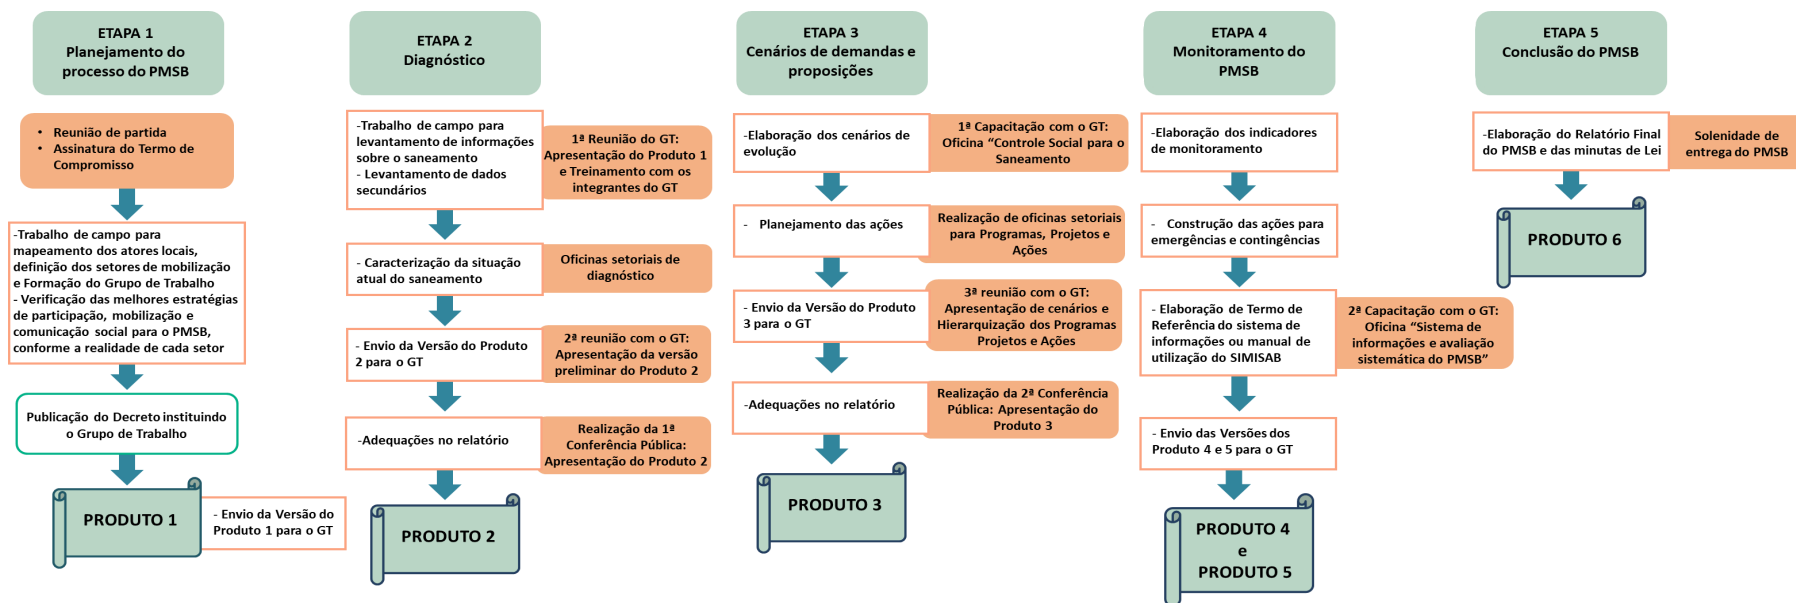 ETAPA 1
Planejamento do
processo do PMSB
• Reunião de partida
• Assinatura do Termo de
Compromisso
-Trabalho de campo para
mapeamento dos atores locais,
definição dos setores de mobilização
e Formação do Grupo de Trabalho
- Verificação das melhores estratégias
de participação, mobilização e
comunicação social para o PMSB,
conforme a realidade de cada setor
Publicação do Decreto instituindo
o Grupo de Trabalho
PRODUTO 1
- Envio da Versão do
Produto 1 para o GT
ETAPA 2
Diagnóstico
-Trabalho de campo para
levantamento de informações
sobre o saneamento
- Levantamento de dados
secundários
1ª Reunião do GT:
Apresentação do Produto 1
e Treinamento com os
integrantes do GT
- Caracterização da situação
atual do saneamento
Oficinas setoriais de
diagnóstico
- Envio da Versão do Produto
2 para o GT
2ª reunião com o GT:
Apresentação da versão
preliminar do Produto 2
-Adequações no relatório
Realização da 1ª
Conferência Pública:
Apresentação do Produto 2
PRODUTO 2
ETAPA 3
Cenários de demandas e
proposições
-Elaboração dos cenários de
evolução
1ª Capacitação com o GT:
Oficina “Controle Social para o
Saneamento
- Planejamento das ações
Realização de oficinas setoriais
para Programas, Projetos e
Ações
- Envio da Versão do Produto
3 para o GT
3ª reunião com o GT:
Apresentação de cenários e
Hierarquização dos Programas
Projetos e Ações
-Adequações no relatório
Realização da 2ª Conferência
Pública: Apresentação do
Produto 3
PRODUTO 3
ETAPA 4
Monitoramento do
PMSB
-Elaboração dos indicadores
de monitoramento
- Construção das ações para
emergências e contingências
- Elaboração de Termo de
Referência do sistema de
informações ou manual de
utilização do SIMISAB
2ª Capacitação com o GT:
Oficina “Sistema de
informações e avaliação
sistemática do PMSB”
- Envio das Versões dos
Produto 4 e 5 para o GT
PRODUTO 4
e
PRODUTO 5
ETAPA 5
Conclusão do PMSB
-Elaboração do Relatório Final
do PMSB e das minutas de Lei
Solenidade de
entrega do PMSB
PRODUTO 6